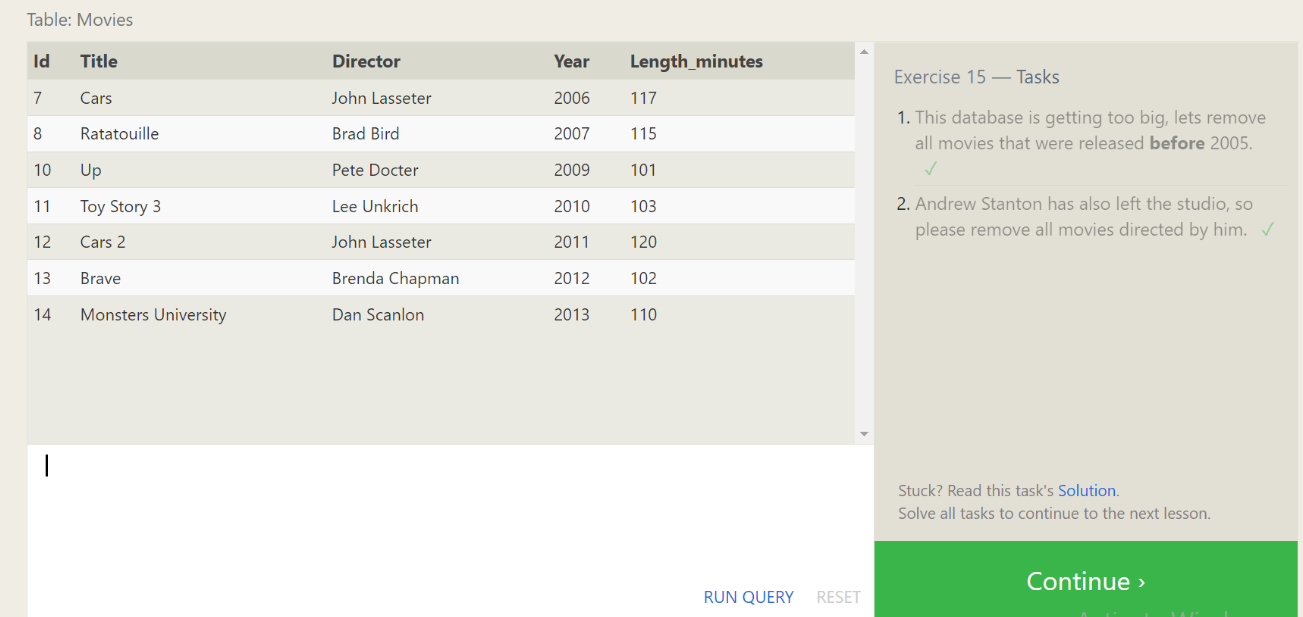 Table: Movies
Id Title Director Year Length_minutes
7 Cars John Lasseter 2006 117
8 Ratatouille Brad Bird 2007 115
10 Up Pete Docter 2009 101
11 Toy Story 3 Lee Unkrich 2010 103
12 Cars 2 John Lasseter 2011 120
13 Brave Brenda Chapman 2012 102
14 Monsters University Dan Scanlon 2013 110
RUN QUERY RESET
Exercise 15 — Tasks
1. This database is getting too big, lets remove
all movies that were released before 2005.
✓
2. Andrew Stanton has also left the studio, so
please remove all movies directed by him. ✓
Stuck? Read this task's Solution.
Solve all tasks to continue to the next lesson.
Continue ›